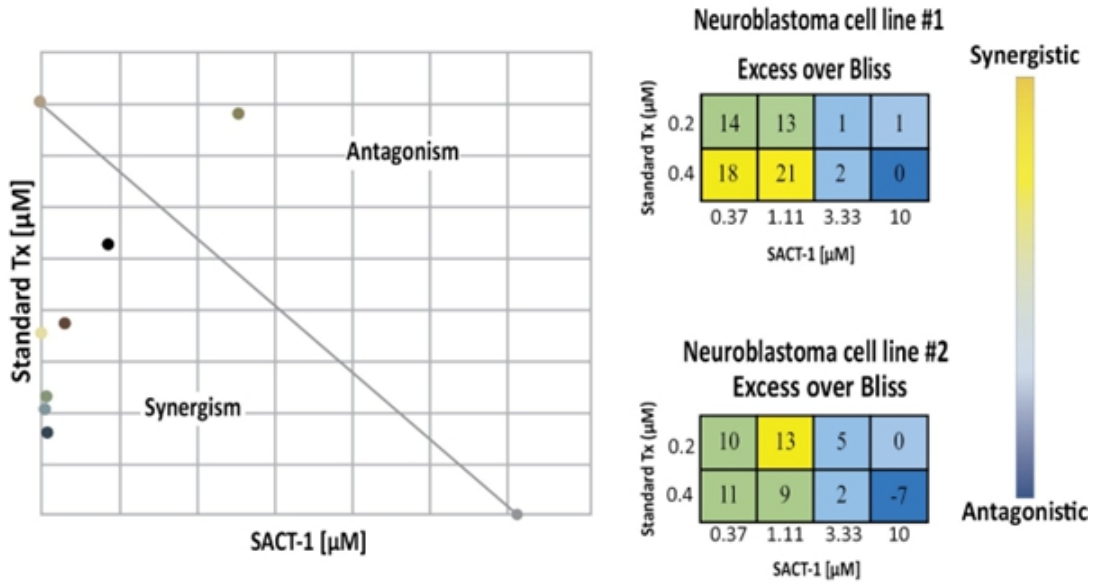 Standard Tx [μM]
Antagonism
Synergism
SACT-1 [μM]
Neuroblastoma cell line #1
Excess over Bliss
Standard Tx (μM)
0.2 14 13 1 1
0.4 18 21 2 0
0.37 1.11 3.33 10
SACT-1 [μM]
Neuroblastoma cell line #2
Excess over Bliss
Standard Tx (μM)
0.2 10 13 5 0
0.4 11 9 2 -7
0.37 1.11 3.33 10
SACT-1 [μM]
Synergistic
Antagonistic